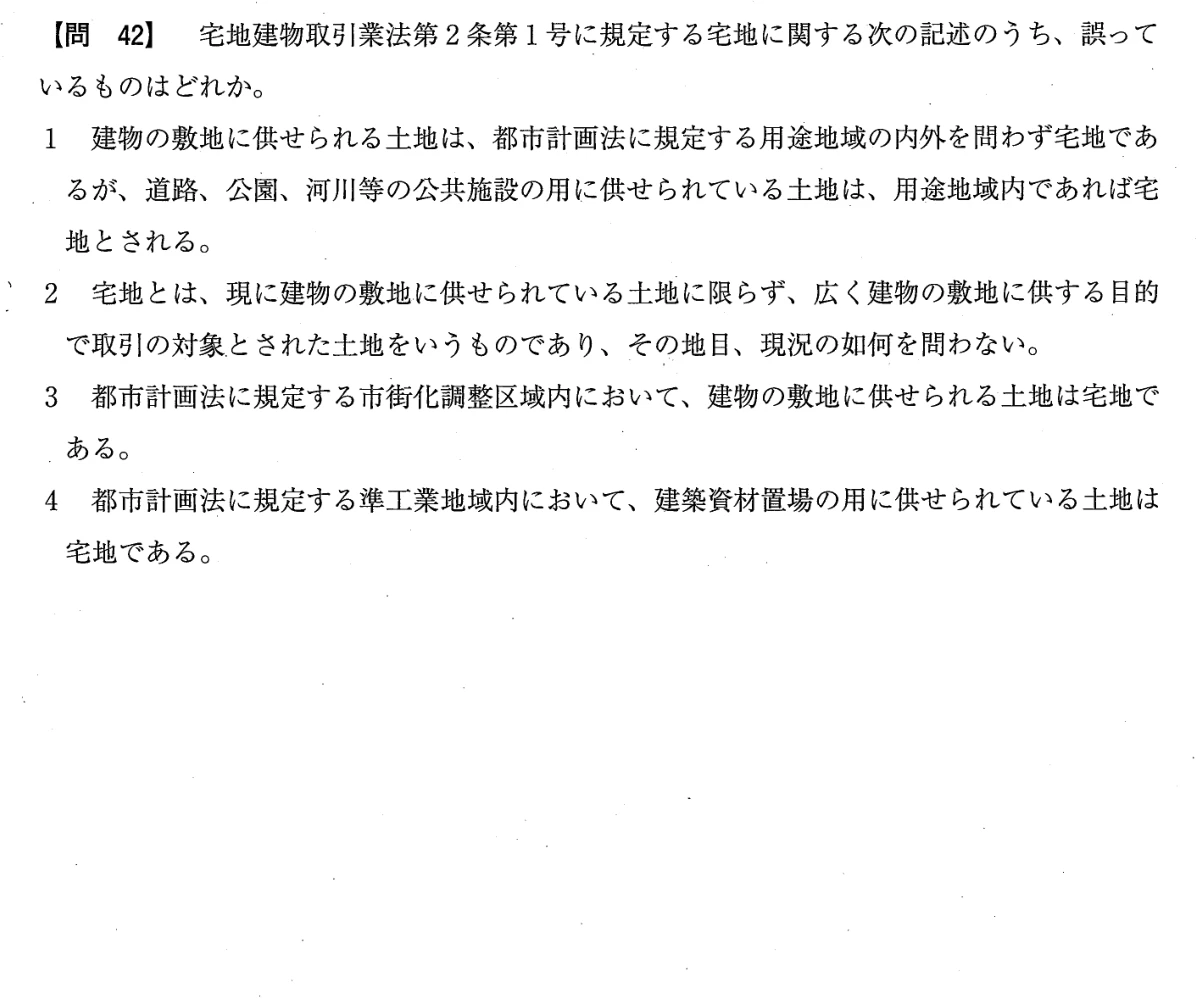 【問　42】　宅地建物取引業法第２条第１号に規定する宅地に関する次の記述のうち、誤って
いるものはどれか。
１　建物の敷地に供せられる土地は、都市計画法に規定する用途地域の内外を問わず宅地であ
るが、道路、公園、河川等の公共施設の用に供せられている土地は、用途地域内であれば宅
地とされる。
２　宅地とは、現に建物の敷地に供せられている土地に限らず、広く建物の敷地に供する目的
で取引の対象とされた土地をいうものであり、その地目、現況の如何を問わない。
３　都市計画法に規定する市街化調整区域内において、建物の敷地に供せられる土地は宅地で
ある。
４　都市計画法に規定する準工業地域内において、建築資材置場の用に供せられている土地は
宅地である。